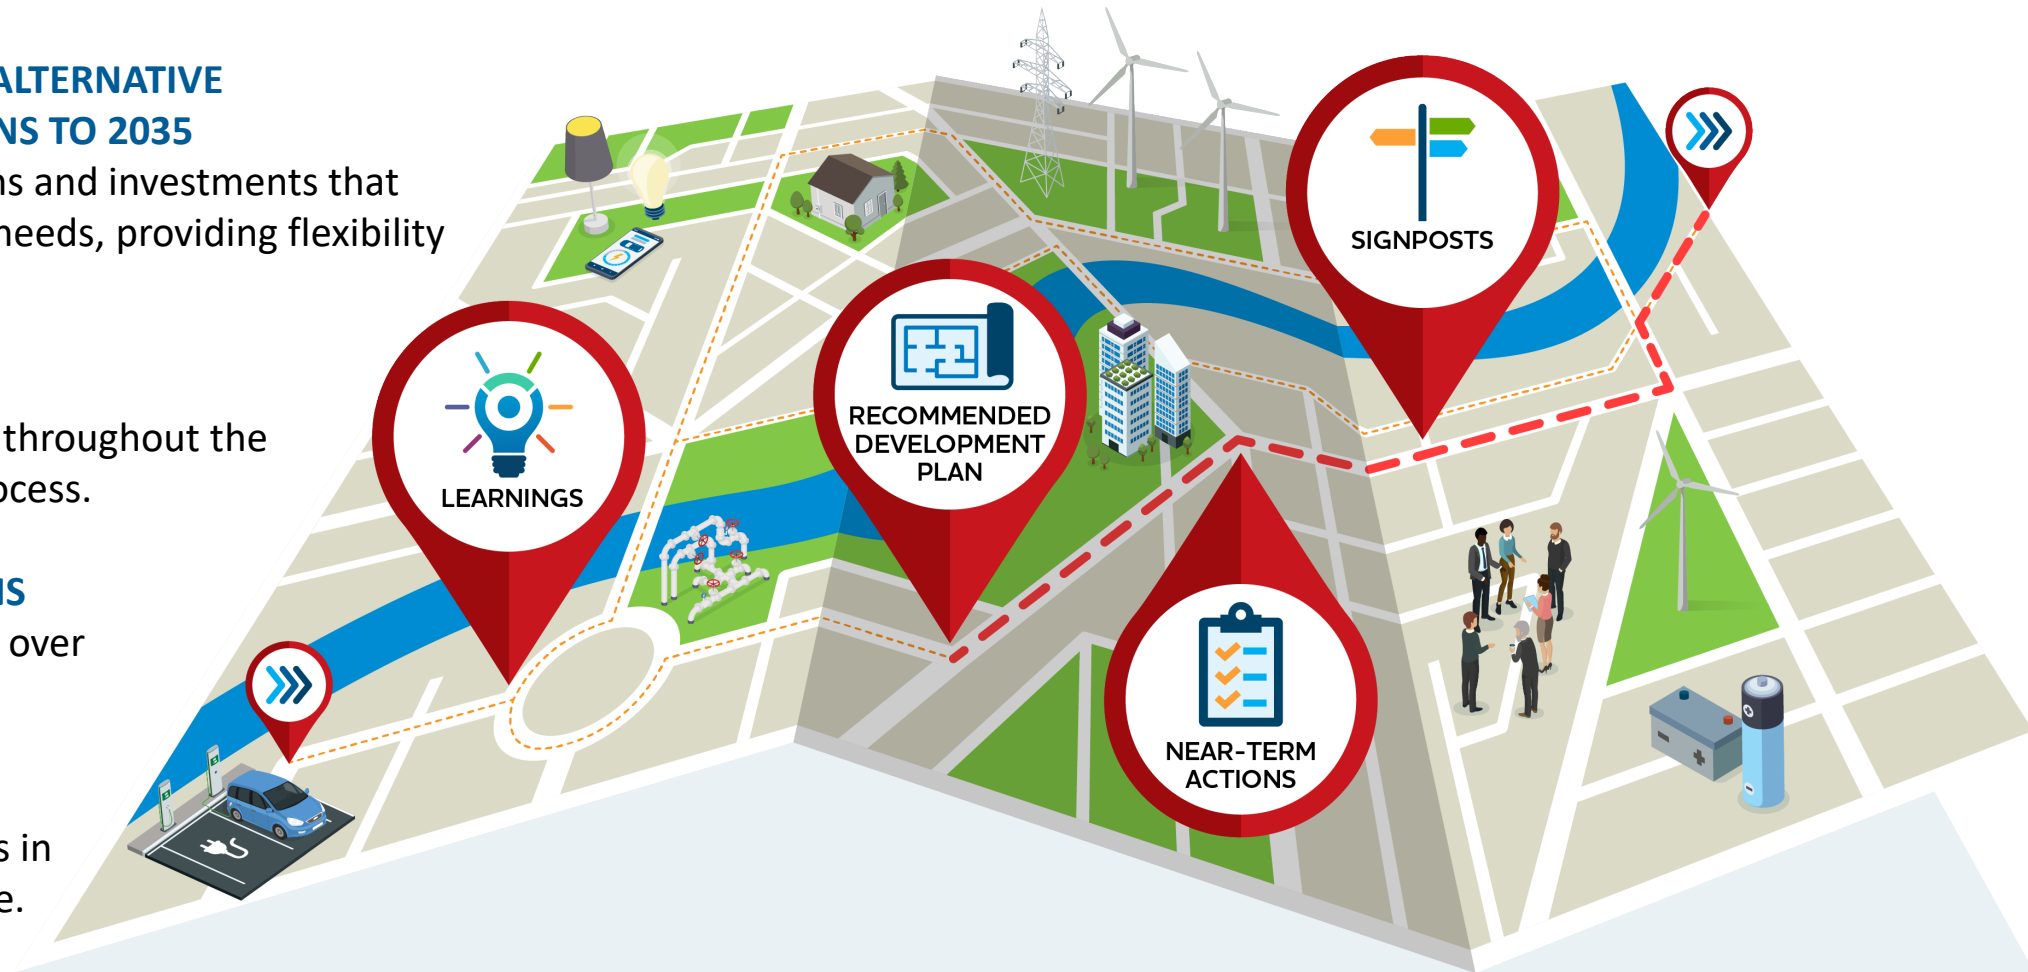 ALTERNATIVE
NS TO 2035
ns and investments that
needs, providing flexibility
throughout the
ocess.
NS
over
s in
e.
LEARNINGS
RECOMMENDED
DEVELOPMENT
PLAN
NEAR-TERM
ACTIONS
SIGNPOSTS